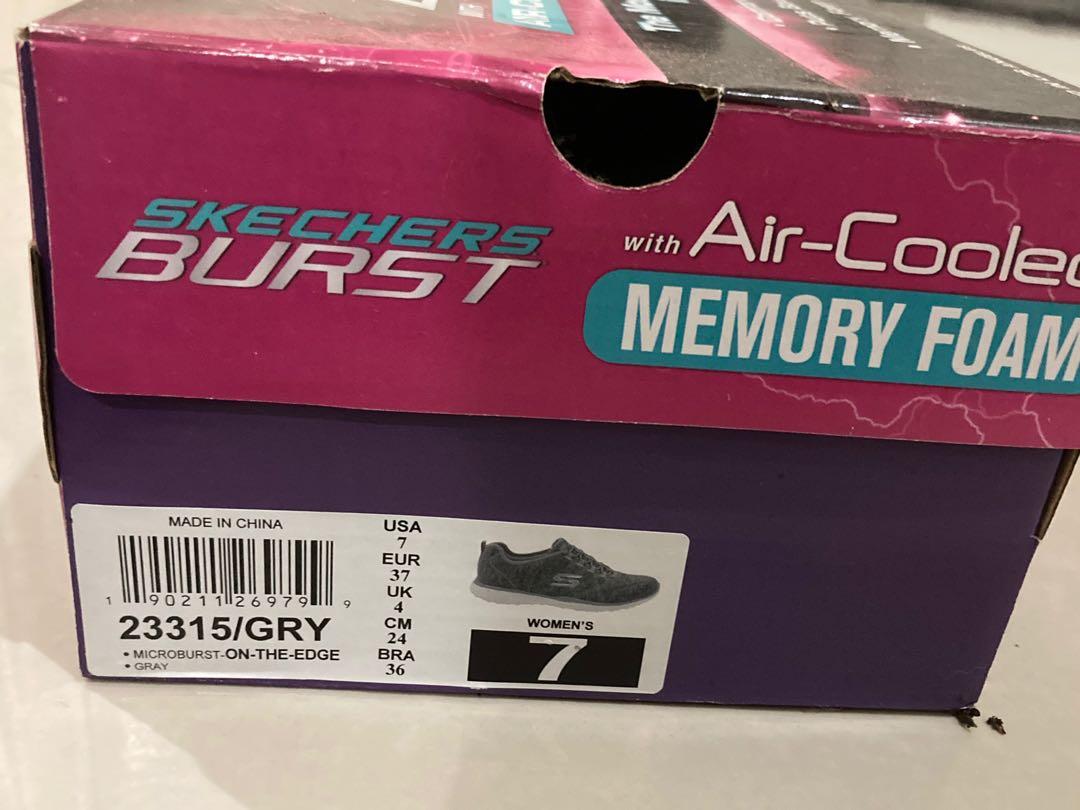 SKECHERS
BURST
with Air-Cooled
MEMORY FOAM
MADE IN CHINA
1 90211 26979 9
23315/GRY
• MICROBURST-ON-THE-EDGE
• GRAY
USA
7
EUR
37
UK
4
CM
24
BRA
36
WOMEN'S
7